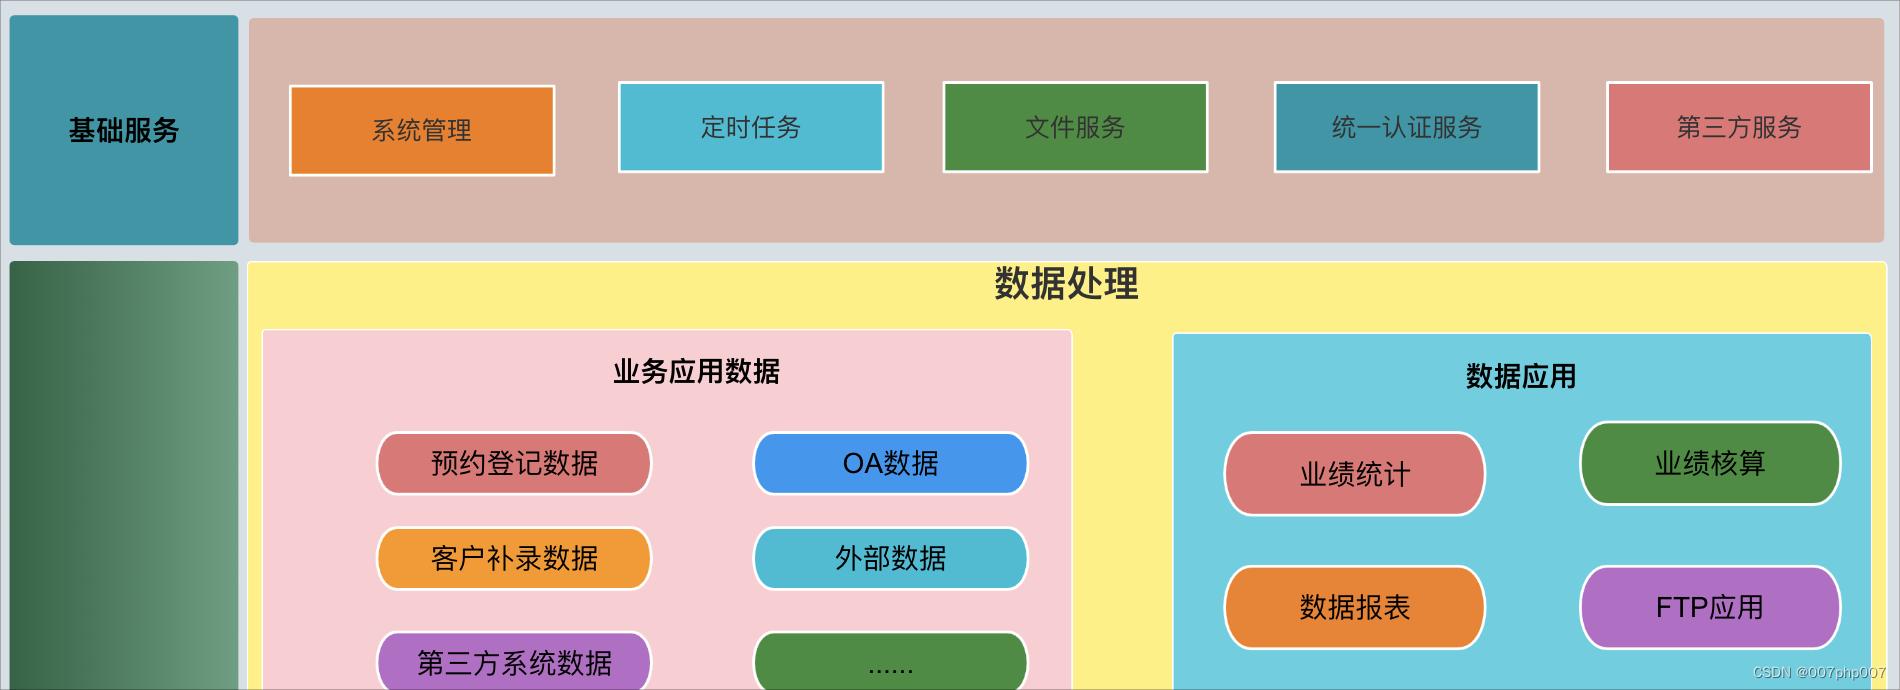 基础服务
系统管理
定时任务
文件服务
统一认证服务
第三方服务
数据处理
业务应用数据
预约登记数据
OA数据
客户补录数据
外部数据
第三方系统数据
......
数据应用
业绩统计
业绩核算
数据报表
FTP应用
CSDN @007php007